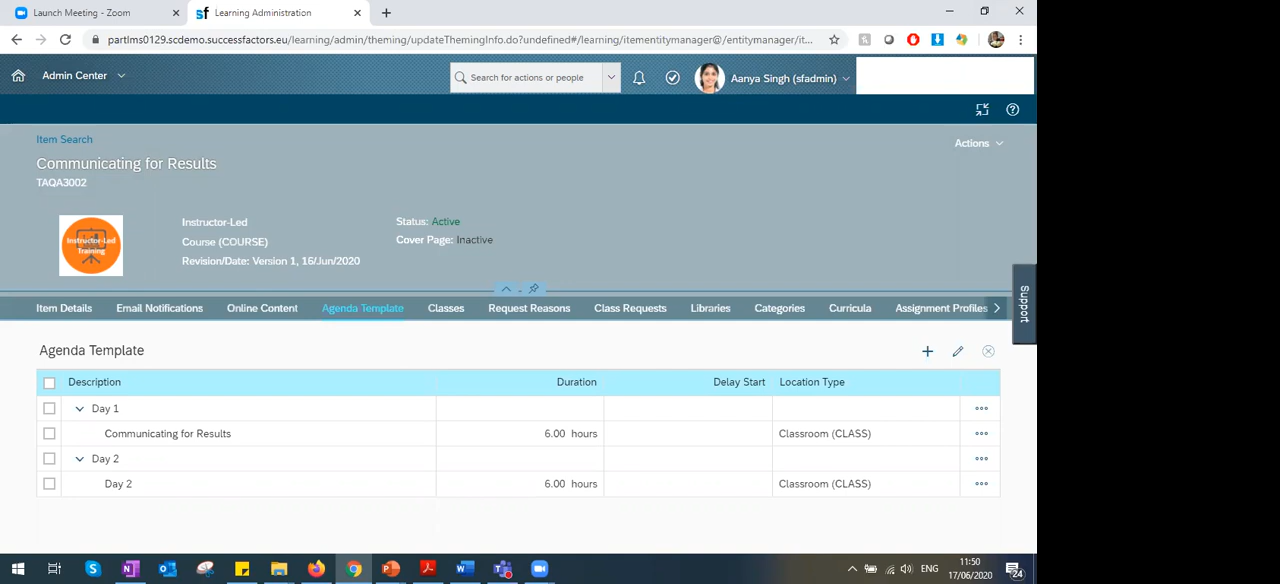 Launch Meeting - Zoom
sf Learning Administration
partlms0129.scdemo.successfactors.eu/learning/admin/theming/updateThemingInfo.do?undefined#/learning/itementitymanager@/entitymanager/it...
Admin Center
Search for actions or people
Aanya Singh (sfadmin)
Item Search
Communicating for Results
Actions
TAQA3002
Instructor-Led
Training
Instructor-Led
Course (COURSE)
Revision/Date: Version 1, 16/Jun/2020
Status: Active
Cover Page: Inactive
Support
Item Details Email Notifications Online Content Agenda Template Classes Request Reasons Class Requests Libraries Categories Curricula Assignment Profiles
Agenda Template
Description Duration Delay Start Location Type
Day 1
Communicating for Results 6.00 hours Classroom (CLASS)
Day 2
Day 2 6.00 hours Classroom (CLASS)
ENG
11:50
17/06/2020
24